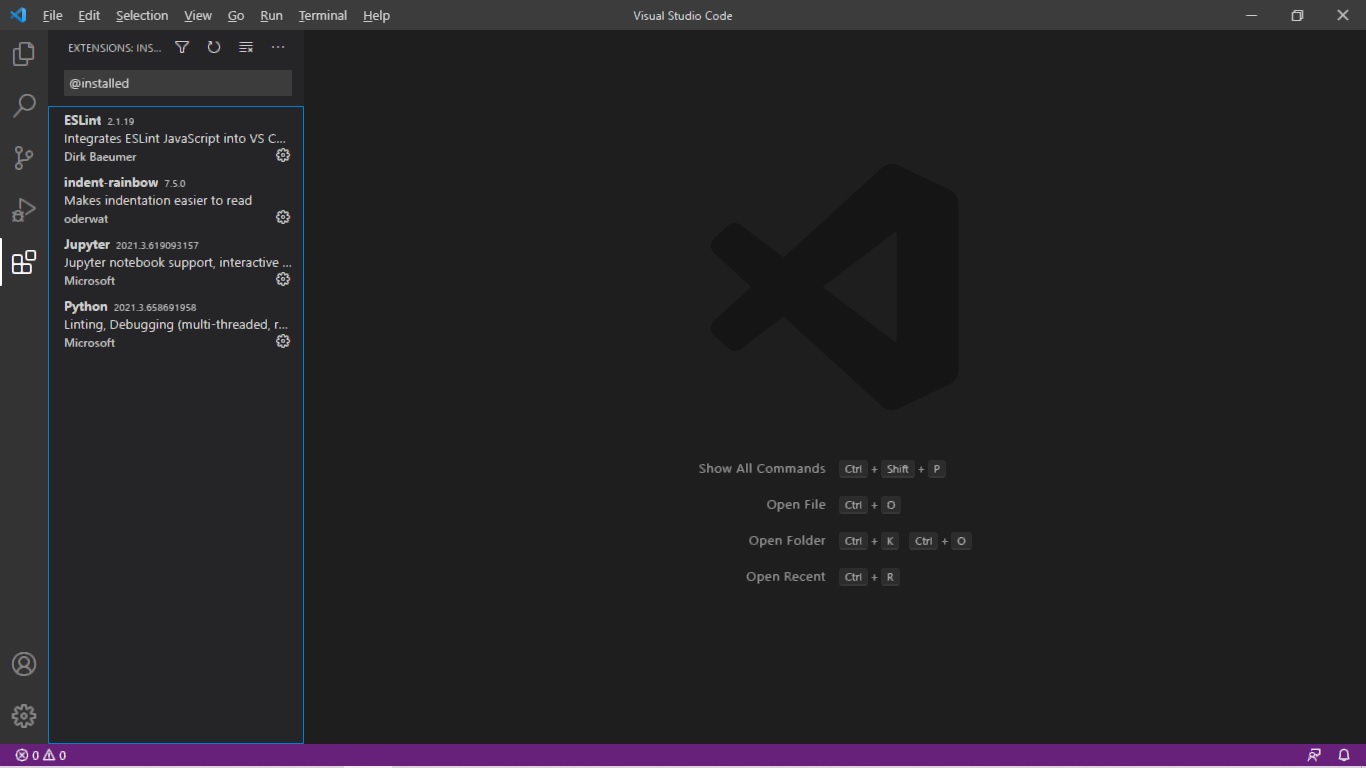 File Edit Selection View Go Run Terminal Help
Visual Studio Code
EXTENSIONS: INS...
@installed
ESLint 2.1.19
Integrates ESLint JavaScript into VS C...
Dirk Baeumer
indent-rainbow 7.5.0
Makes indentation easier to read
oderwat
Jupyter 2021.3.619093157
Jupyter notebook support, interactive ...
Microsoft
Python 2021.3.658691958
Linting, Debugging (multi-threaded, r...
Microsoft
Show All Commands Ctrl + Shift + P
Open File Ctrl + O
Open Folder Ctrl + K Ctrl + O
Open Recent Ctrl + R
0 0